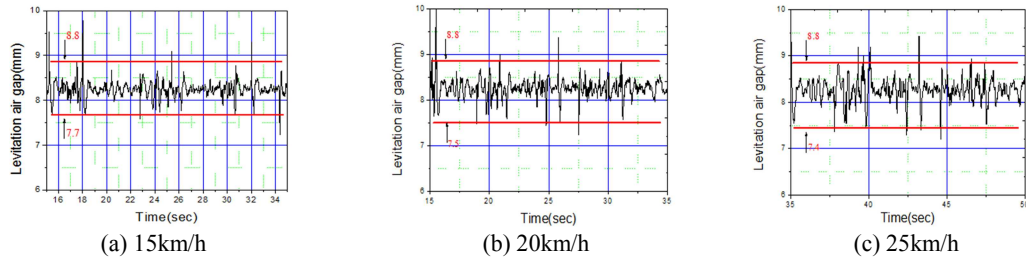 Levitation air gap(mm)
10
9
8
7
6
8.8
7.7
16 18 20 22 24 26 28 30 32 34
Time(sec)
(a) 15km/h
Levitation air gap(mm)
10
9
8
7
6
8.8
7.5
15 20 25 30 35
Time(sec)
(b) 20km/h
Levitation air gap(mm)
10
9
8
7
6
8.8
7.4
35 40 45 50
Time(sec)
(c) 25km/h